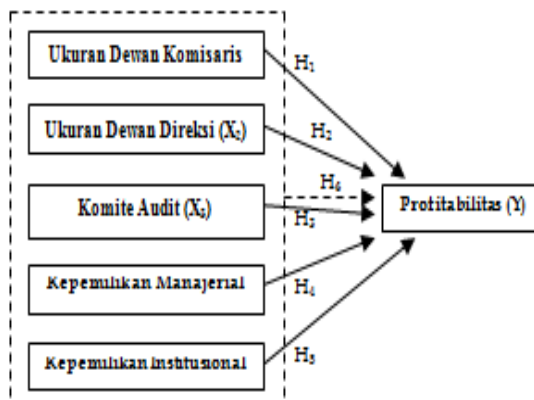 Ukuran Dewan Komisaris
H₁
Ukuran Dewan Direksi (X₂)
H₂
H₆
Komite Audit (X₃)
H₃
Protitabilitas (Y)
Kepemilikan Manajerial
H₄
Kepemilikan Institusional
H₅